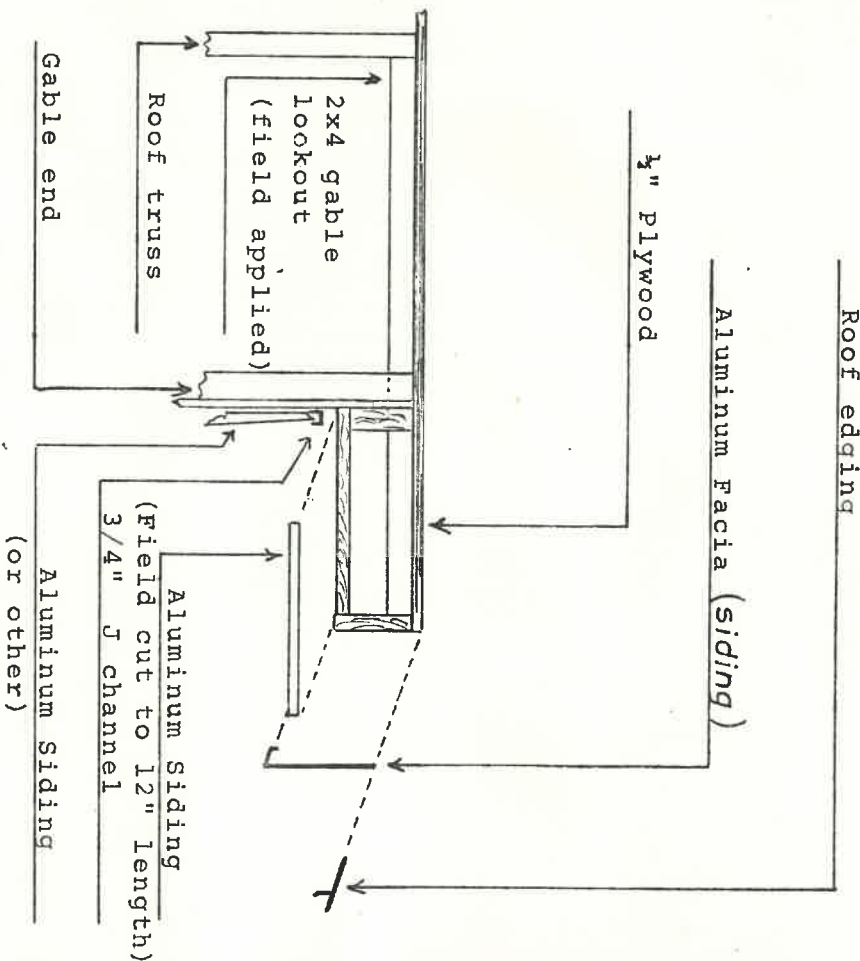 Roof edging
Aluminum Facia (siding)
½" Plywood
2x4 gable
lookout
(field applied)
Roof truss
Gable end
Aluminum Siding
(Field cut to 12" length)
3/4" J channel
Aluminum Siding
(or other)